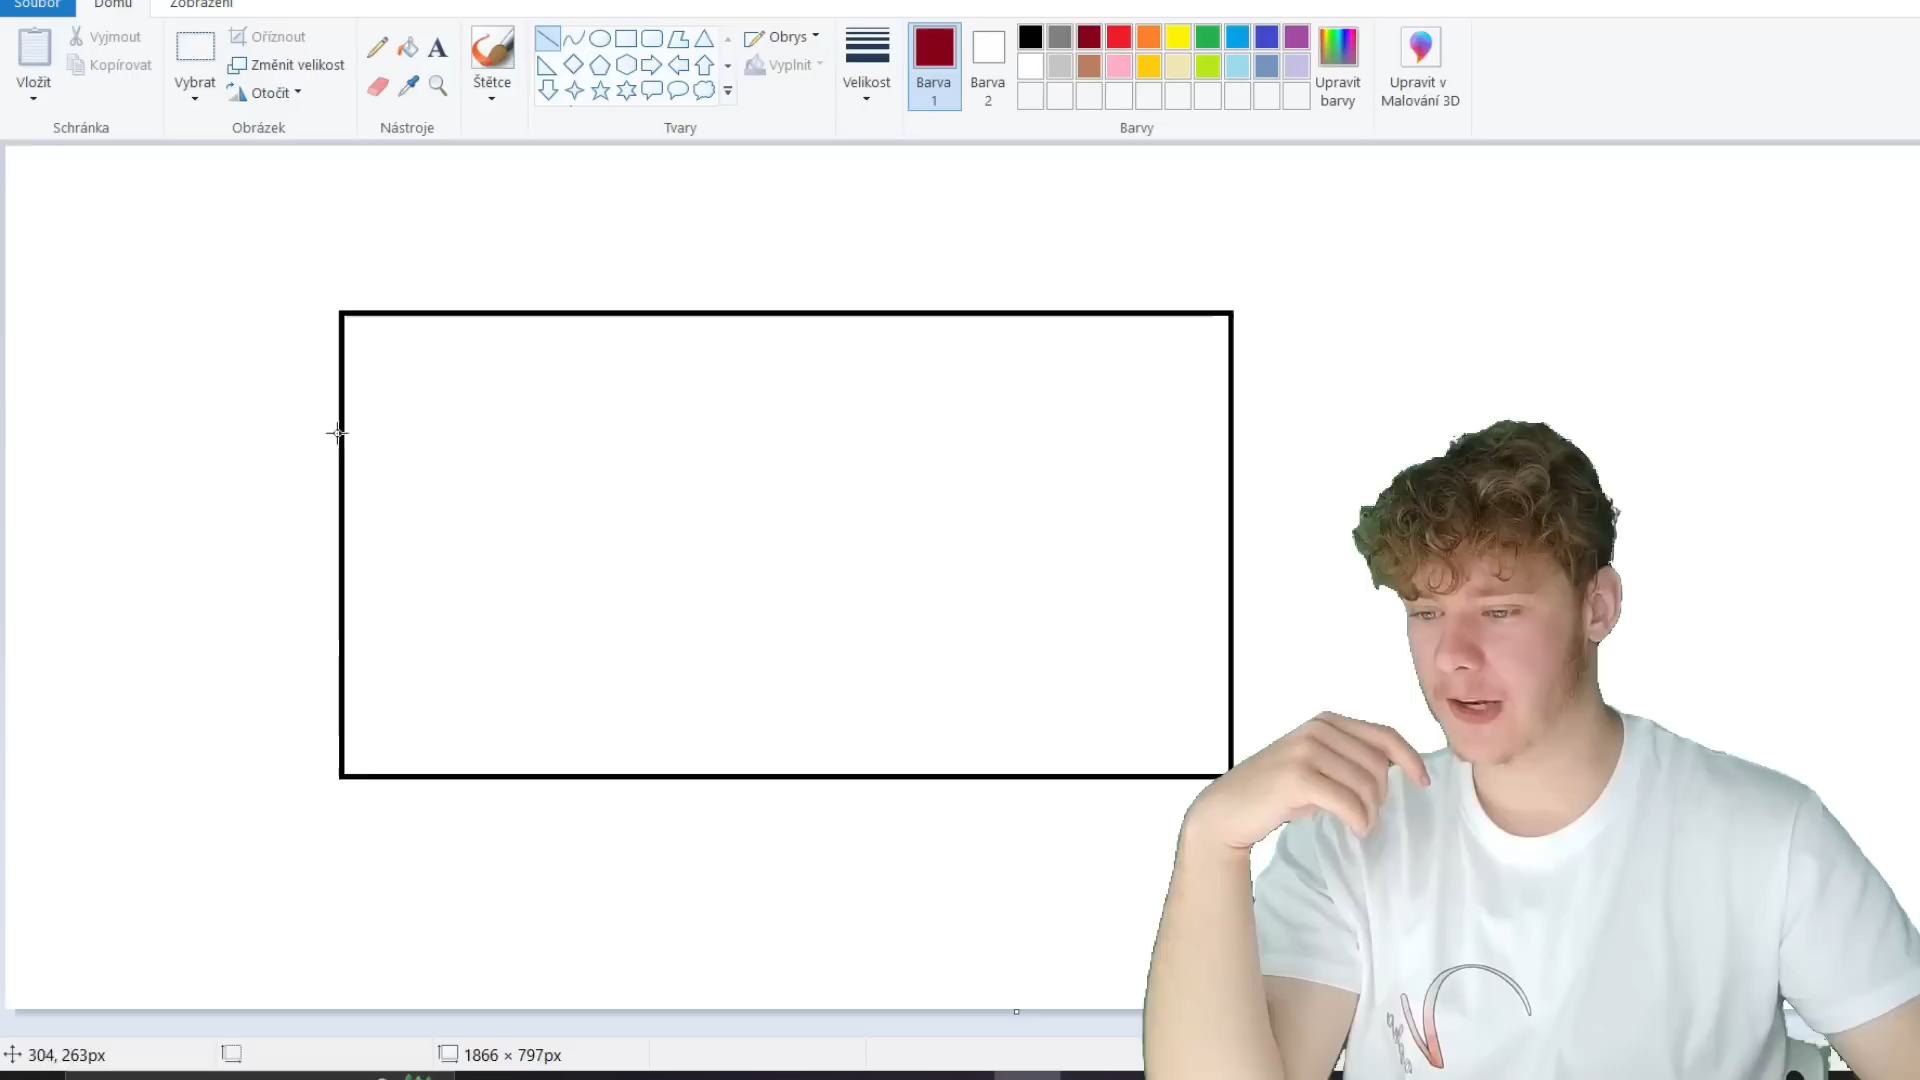 Soubor Domů Zobrazení
Vložit
Vyjmout
Kopírovat
Schránka
Vybrat
Oříznout
Změnit velikost
Otočit
Obrázek
A
Nástroje
Štětce
Tvary
Obrys
Vyplnit
Velikost
Barva
1
Barva
2
Upravit
barvy
Barvy
Upravit v
Malování 3D
304, 263px
1866 × 797px